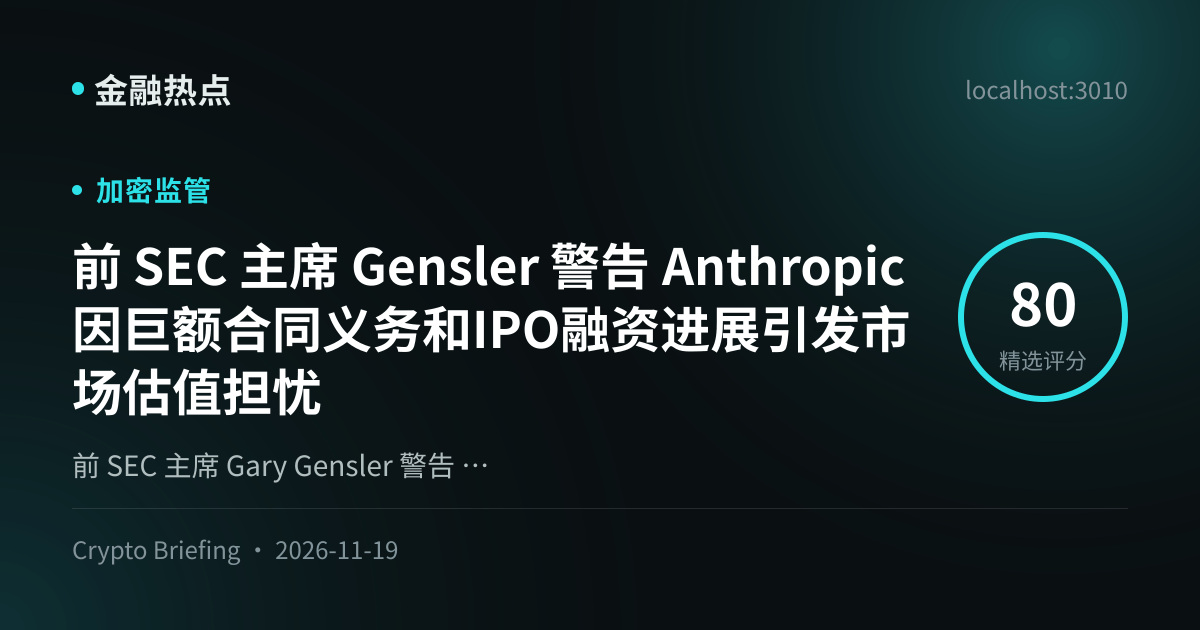 金融热点
localhost:3010
加密监管
前 SEC 主席 Gensler 警告 Anthropic
因巨额合同义务和IPO融资进展引发市
场估值担忧
80
精选评分
前 SEC 主席 Gary Gensler 警告 …
Crypto Briefing · 2026-11-19